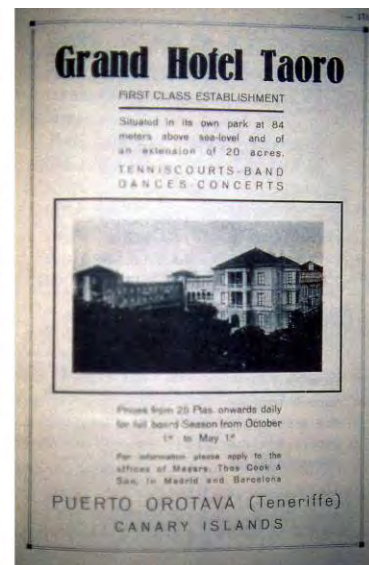 Grand Hotel Taoro
FIRST CLASS ESTABLISHMENT
Situated in its own park at 84
meters above sea-level and of
an extension of 20 acres.
TENNISCOURTS-BAND
DANCES-CONCERTS
Prices from 25 Ptas. onwards daily
for full board Season from October
1st to May 1st
For information please apply to the
offices of Messrs. Thos Cook &
Son, in Madrid and Barcelona
PUERTO OROTAVA (Teneriffe)
CANARY ISLANDS